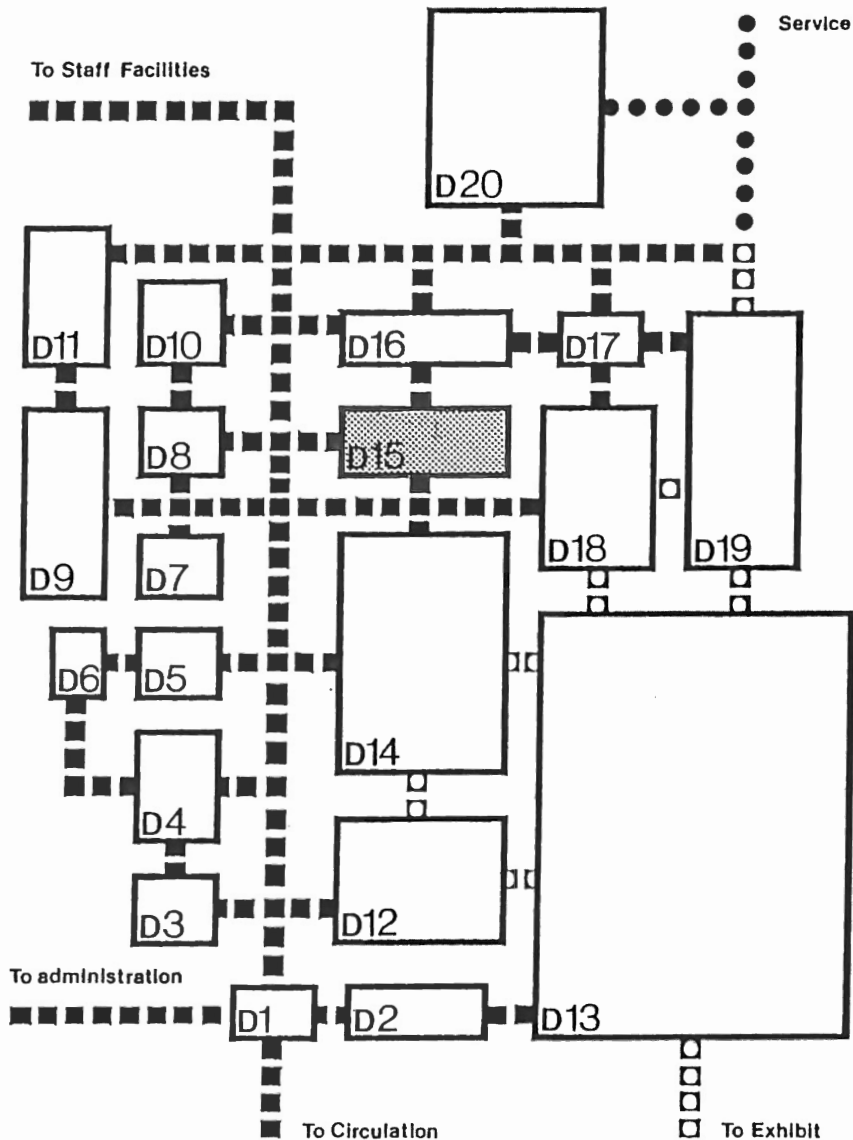 Service
To Staff Facilities
D20
D11
D10
D16
D17
D8
D15
D9
D7
D18
D19
D6
D5
D14
D4
D3
D12
To administration
D1
D2
D13
To Circulation
To Exhibit